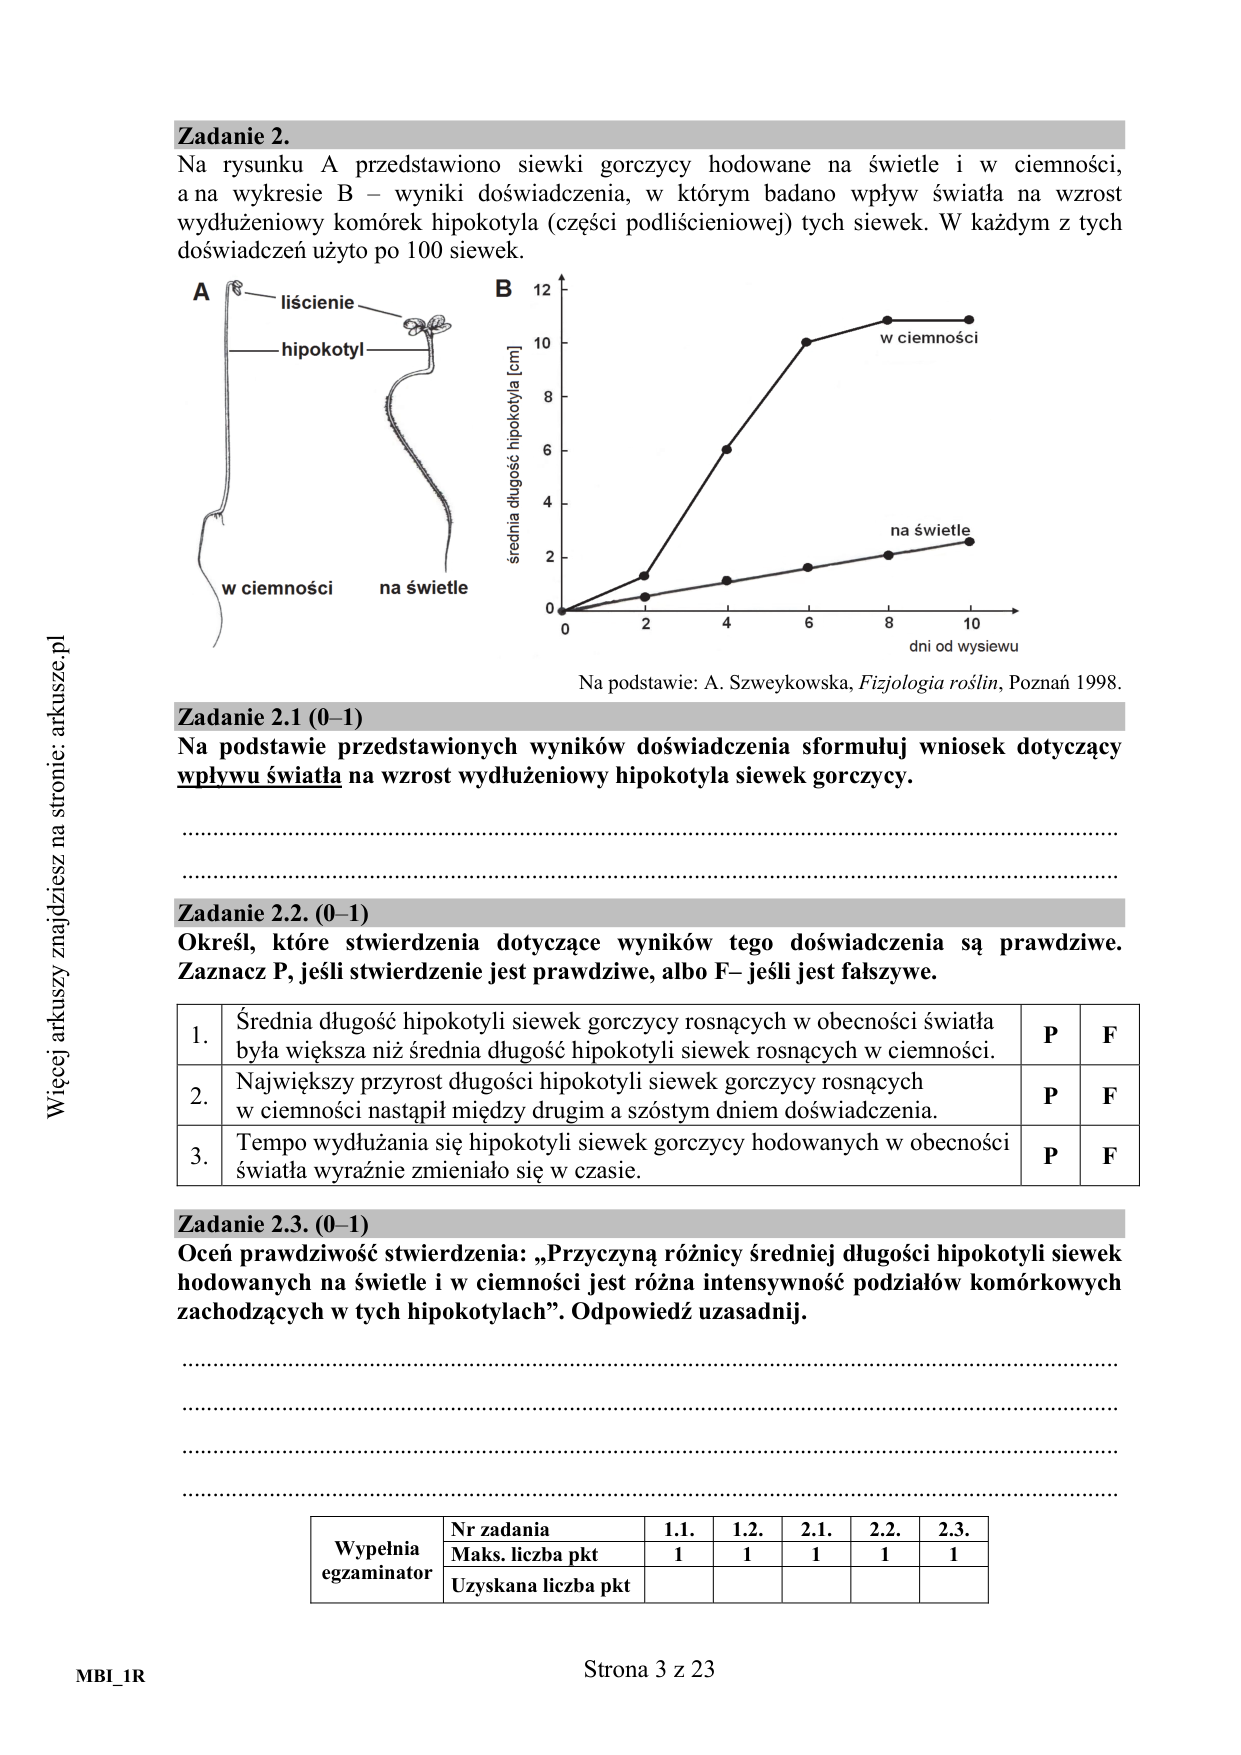 Zadanie 2.
Na rysunku A przedstawiono siewki gorczycy hodowane na świetle i w ciemności,
a na wykresie B – wyniki doświadczenia, w którym badano wpływ światła na wzrost
wydłużeniowy komórek hipokotyla (części podliścieniowej) tych siewek. W każdym z tych
doświadczeń użyto po 100 siewek.
A
liścienie
hipokotyl
w ciemności
na świetle
B
średnia długość hipokotyla [cm]
12
10
8
6
4
2
0
w ciemności
na świetle
0 2 4 6 8 10
dni od wysiewu
Na podstawie: A. Szweykowska, Fizjologia roślin, Poznań 1998.
Zadanie 2.1 (0–1)
Na podstawie przedstawionych wyników doświadczenia sformułuj wniosek dotyczący
wpływu światła na wzrost wydłużeniowy hipokotyla siewek gorczycy.
Zadanie 2.2. (0–1)
Określ, które stwierdzenia dotyczące wyników tego doświadczenia są prawdziwe.
Zaznacz P, jeśli stwierdzenie jest prawdziwe, albo F– jeśli jest fałszywe.
1. Średnia długość hipokotyli siewek gorczycy rosnących w obecności światła
była większa niż średnia długość hipokotyli siewek rosnących w ciemności. P F
2. Największy przyrost długości hipokotyli siewek gorczycy rosnących
w ciemności nastąpił między drugim a szóstym dniem doświadczenia. P F
3. Tempo wydłużania się hipokotyli siewek gorczycy hodowanych w obecności
światła wyraźnie zmieniało się w czasie. P F
Zadanie 2.3. (0–1)
Oceń prawdziwość stwierdzenia: „Przyczyną różnicy średniej długości hipokotyli siewek
hodowanych na świetle i w ciemności jest różna intensywność podziałów komórkowych
zachodzących w tych hipokotylach”. Odpowiedź uzasadnij.
Wypełnia
egzaminator
Nr zadania 1.1. 1.2. 2.1. 2.2. 2.3.
Maks. liczba pkt 1 1 1 1 1
Uzyskana liczba pkt
MBI_1R
Strona 3 z 23
Więcej arkuszy znajdziesz na stronie: arkusze.pl